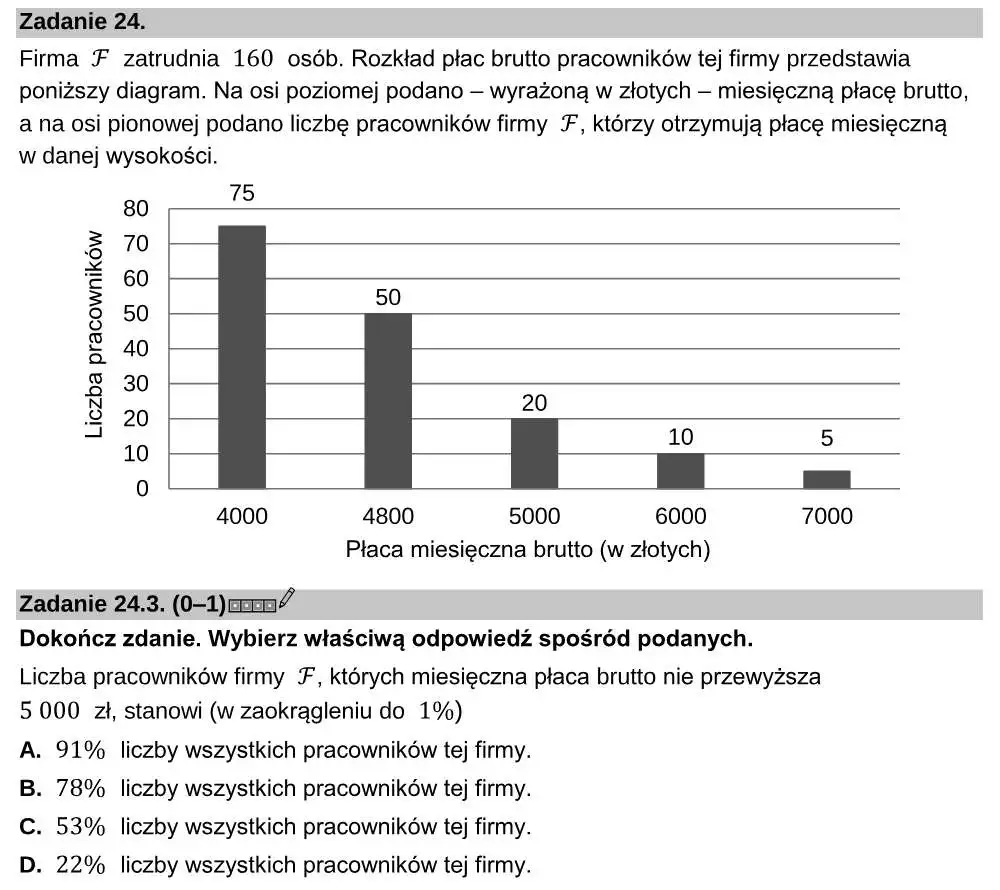 Zadanie 24.
Firma ℱ zatrudnia 160 osób. Rozkład płac brutto pracowników tej firmy przedstawia
poniższy diagram. Na osi poziomej podano – wyrażoną w złotych – miesięczną płacę brutto,
a na osi pionowej podano liczbę pracowników firmy ℱ, którzy otrzymują płacę miesięczną
w danej wysokości.
75
80
70
60
50
50
40
30
20
20
10
10
5
0
Liczba pracowników
4000 4800 5000 6000 7000
Płaca miesięczna brutto (w złotych)
Zadanie 24.3. (0–1)
Dokończ zdanie. Wybierz właściwą odpowiedź spośród podanych.
Liczba pracowników firmy ℱ, których miesięczna płaca brutto nie przewyższa
5 000 zł, stanowi (w zaokrągleniu do 1%)
A. 91% liczby wszystkich pracowników tej firmy.
B. 78% liczby wszystkich pracowników tej firmy.
C. 53% liczby wszystkich pracowników tej firmy.
D. 22% liczby wszystkich pracowników tej firmy.